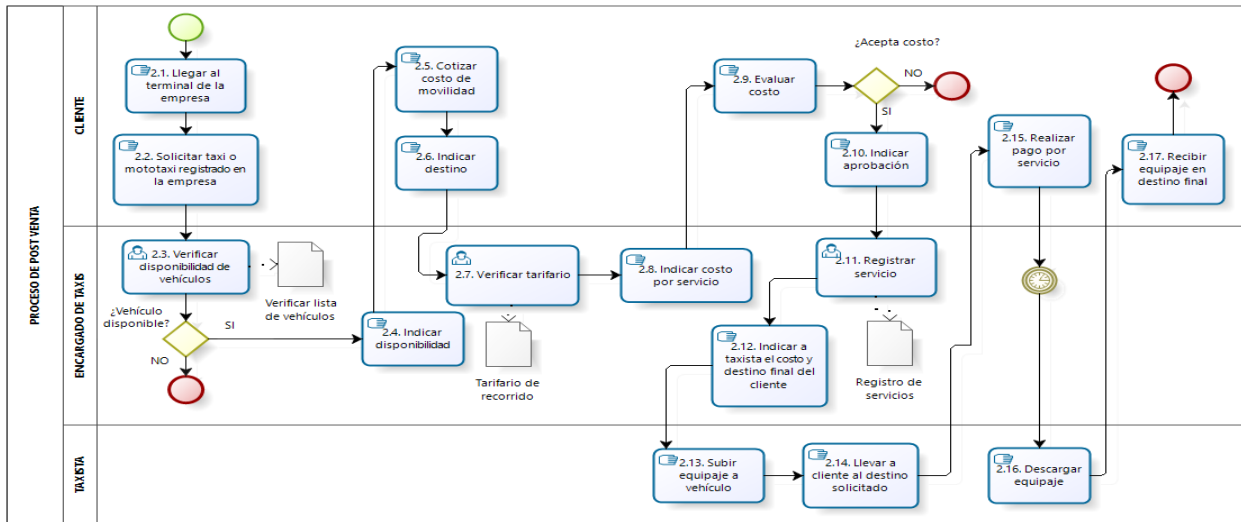 PROCESO DE POST VENTA
CLIENTE
2.1. Llegar al
terminal de la
empresa
2.2. Solicitar taxi o
mototaxi registrado en
la empresa
2.5. Cotizar
costo de
movilidad
2.6. Indicar
destino
2.9. Evaluar
costo
¿Acepta costo?
NO
SI
2.10. Indicar
aprobación
2.15. Realizar
pago por
servicio
2.17. Recibir
equipaje en
destino final
ENCARGADO DE TAXIS
2.3. Verificar
disponibilidad de
vehículos
Verificar lista
de vehículos
¿Vehículo
disponible?
SI
NO
2.4. Indicar
disponibilidad
2.7. Verificar tarifario
Tarifario de
recorrido
2.8. Indicar costo
por servicio
2.11. Registrar
servicio
Registro de
servicios
2.12. Indicar a
taxista el costo y
destino final del
cliente
TAXISTA
2.13. Subir
equipaje a
vehículo
2.14. Llevar a
cliente al destino
solicitado
2.16. Descargar
equipaje